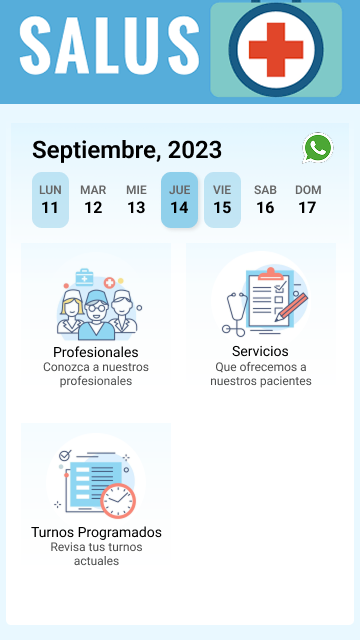 SALUS
Septiembre, 2023
LUN MAR MIE JUE VIE SAB DOM
11 12 13 14 15 16 17
Profesionales
Conozca a nuestros
profesionales
Servicios
Que ofrecemos a
nuestros pacientes
Turnos Programados
Revisa tus turnos
actuales